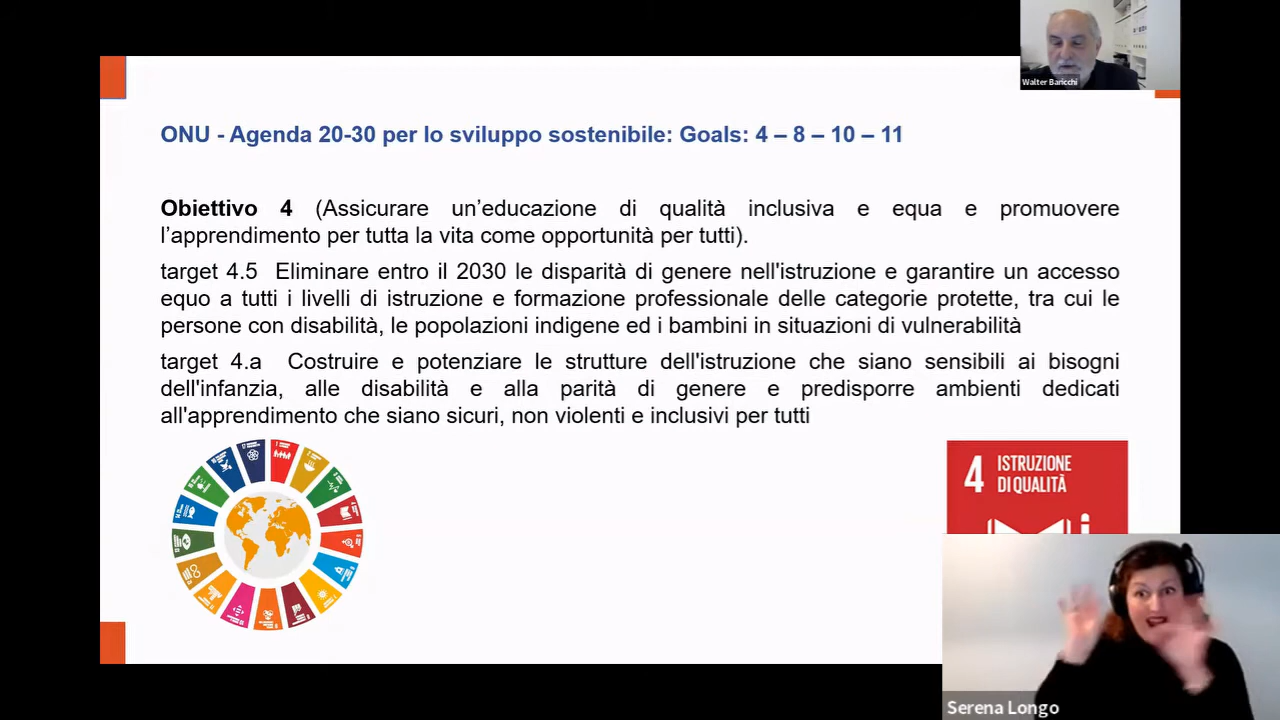 Walter Baricchi
ONU - Agenda 20-30 per lo sviluppo sostenibile: Goals: 4 – 8 – 10 – 11
Obiettivo 4 (Assicurare un’educazione di qualità inclusiva e equa e promuovere
l’apprendimento per tutta la vita come opportunità per tutti).
target 4.5 Eliminare entro il 2030 le disparità di genere nell'istruzione e garantire un accesso
equo a tutti i livelli di istruzione e formazione professionale delle categorie protette, tra cui le
persone con disabilità, le popolazioni indigene ed i bambini in situazioni di vulnerabilità
target 4.a Costruire e potenziare le strutture dell'istruzione che siano sensibili ai bisogni
dell'infanzia, alle disabilità e alla parità di genere e predisporre ambienti dedicati
all'apprendimento che siano sicuri, non violenti e inclusivi per tutti
4 ISTRUZIONE
DI QUALITÀ
Serena Longo